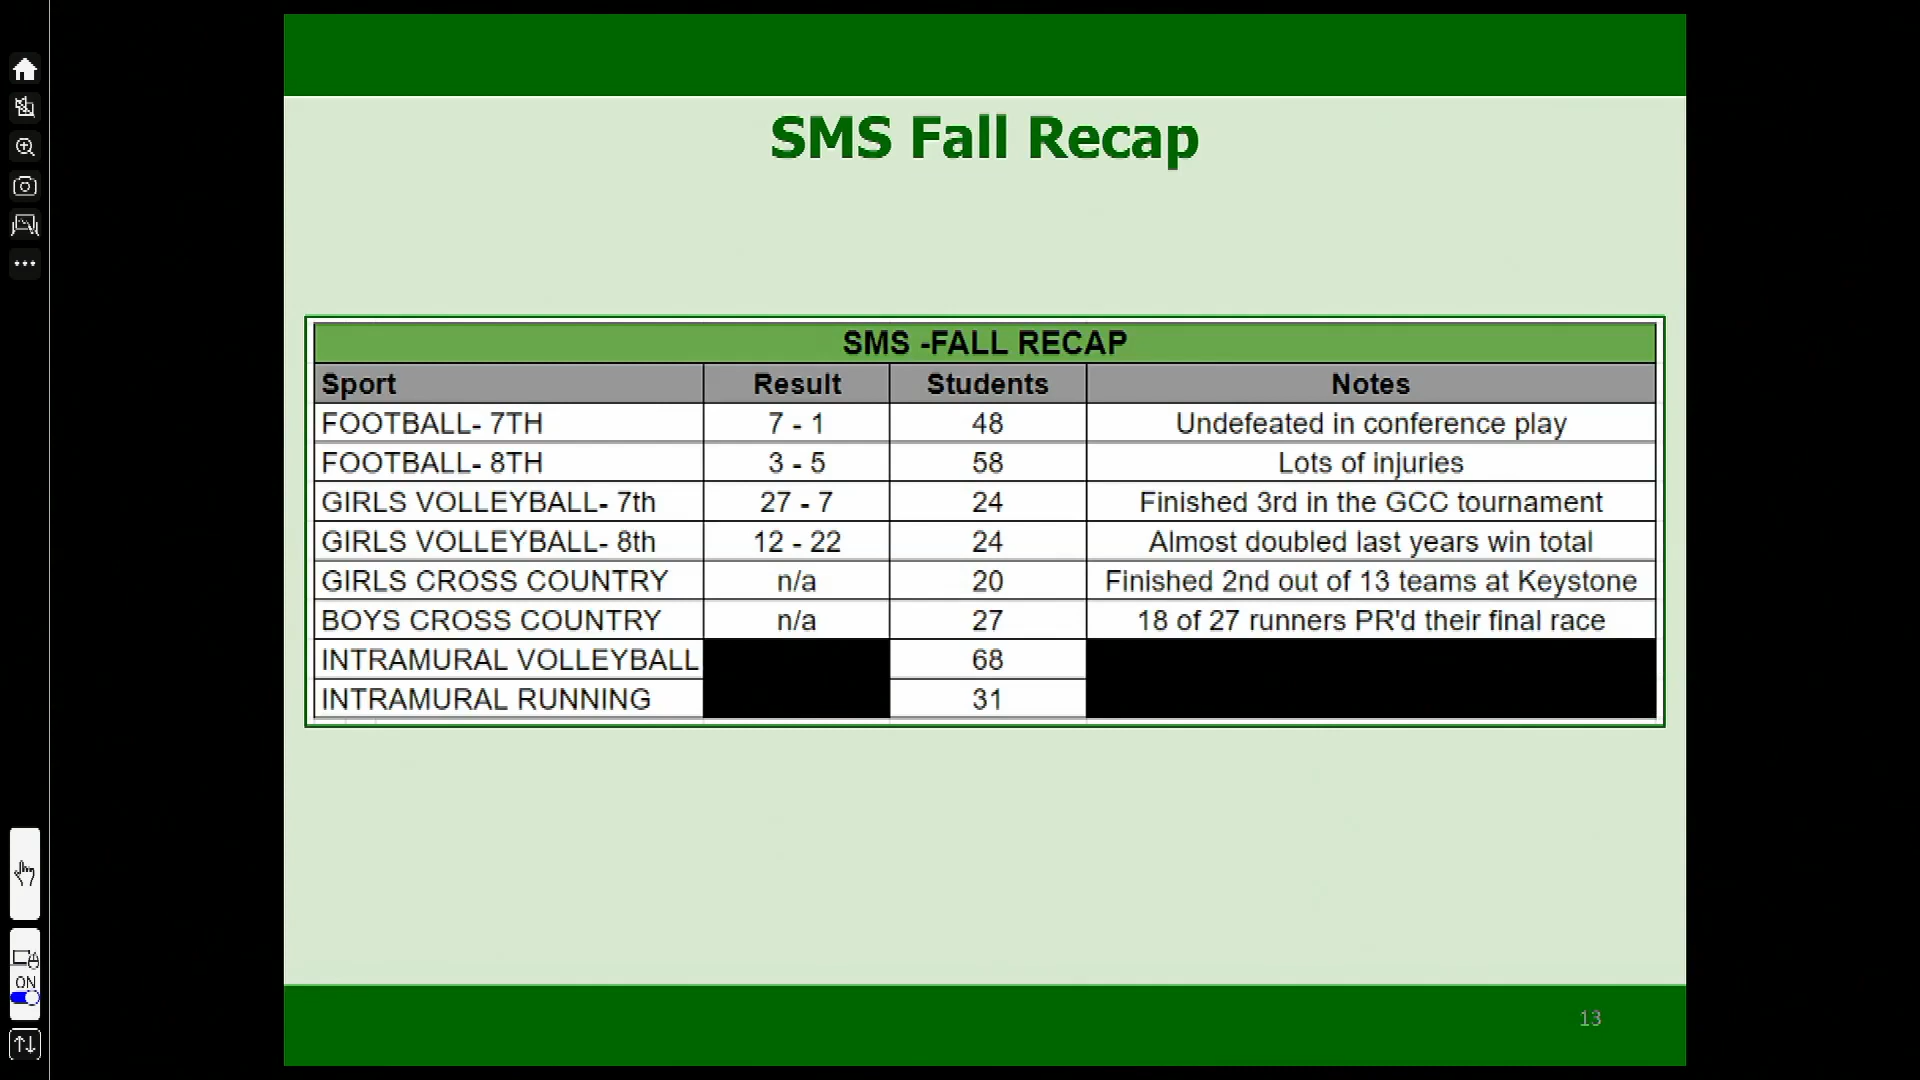 SMS Fall Recap
SMS -FALL RECAP
Sport Result Students Notes
FOOTBALL- 7TH 7 - 1 48 Undefeated in conference play
FOOTBALL- 8TH 3 - 5 58 Lots of injuries
GIRLS VOLLEYBALL- 7th 27 - 7 24 Finished 3rd in the GCC tournament
GIRLS VOLLEYBALL- 8th 12 - 22 24 Almost doubled last years win total
GIRLS CROSS COUNTRY n/a 20 Finished 2nd out of 13 teams at Keystone
BOYS CROSS COUNTRY n/a 27 18 of 27 runners PR'd their final race
INTRAMURAL VOLLEYBALL 68
INTRAMURAL RUNNING 31
ON
13